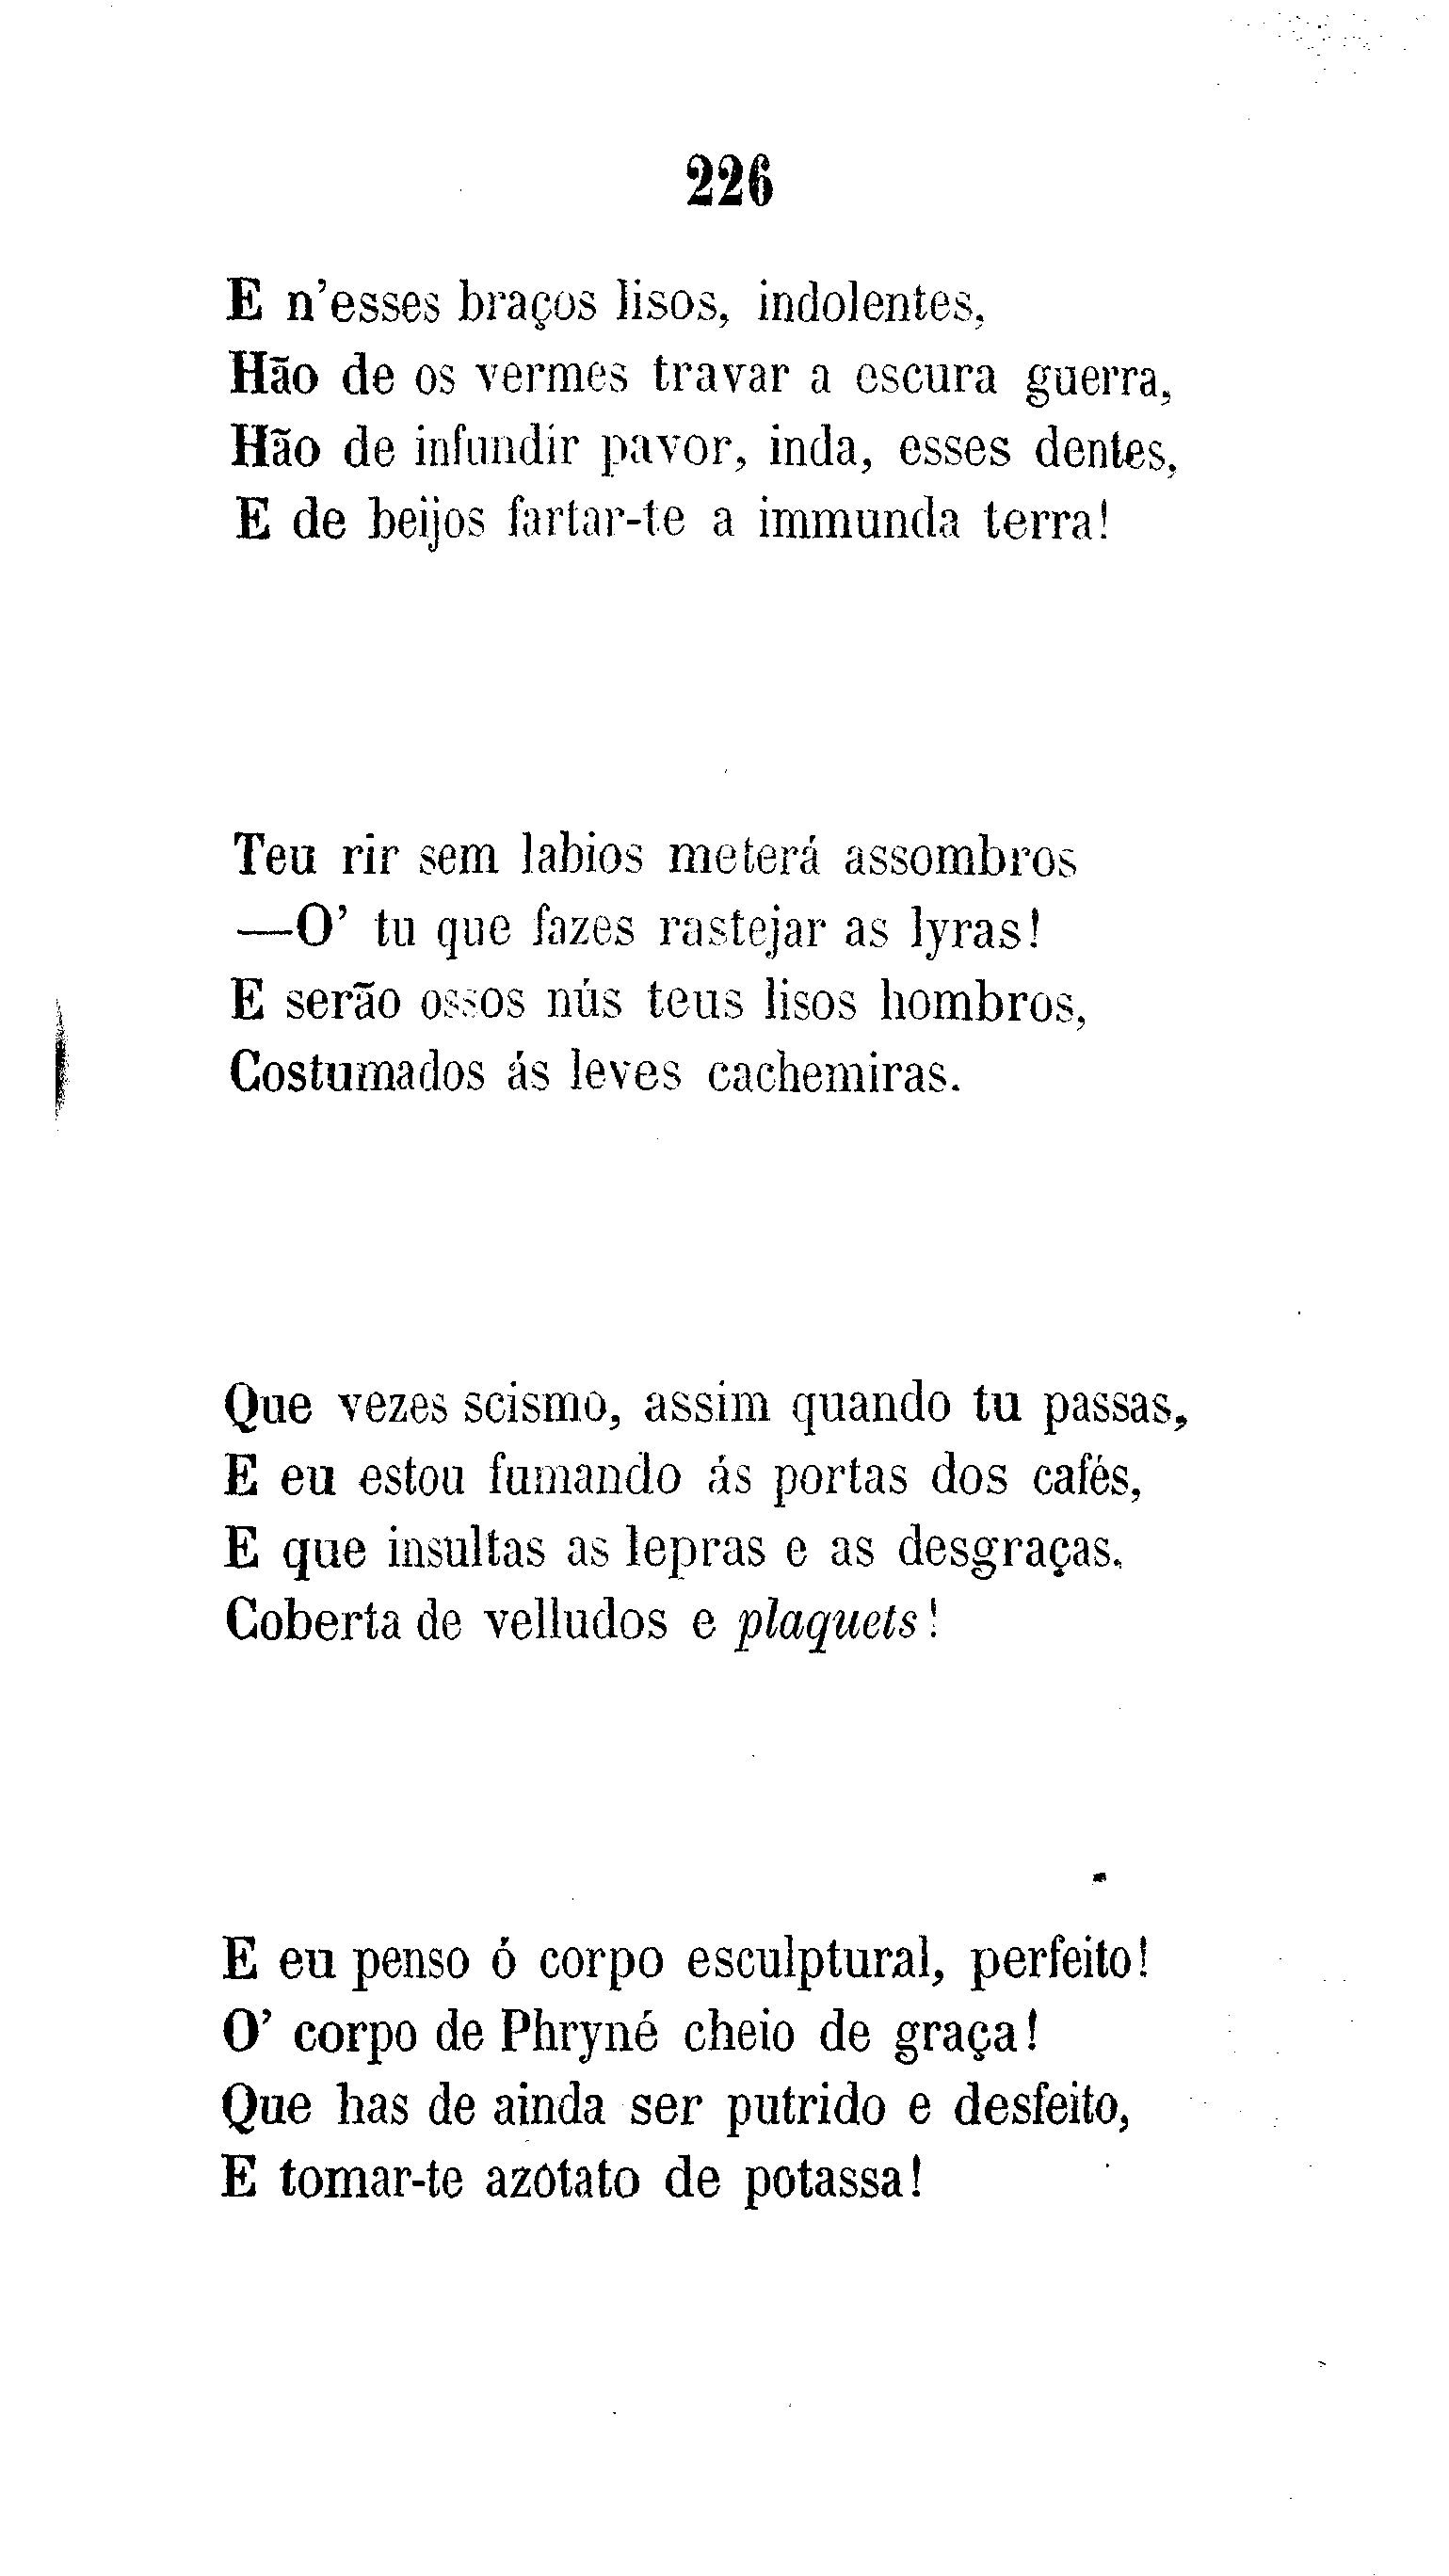 226
E n'esses braços lisos, indolentes,
Hão de os vermes travar a escura guerra,
Hão de infundir pavor, inda, esses dentes,
E de beijos fartar-te a immunda terra!
Teu rir sem labios meterá assombros
—O' tu que fazes rastejar as lyras!
E serão ossos nús teus lisos hombros,
Costumados ás leves cachemiras.
Que vezes scismo, assim quando tu passas,
E eu estou fumando ás portas dos cafés,
E que insultas as lepras e as desgraças,
Coberta de velludos e plaquets!
E eu penso ó corpo esculptural, perfeito!
O' corpo de Phryné cheio de graça!
Que has de ainda ser putrido e desfeito,
E tomar-te azotato de potassa!